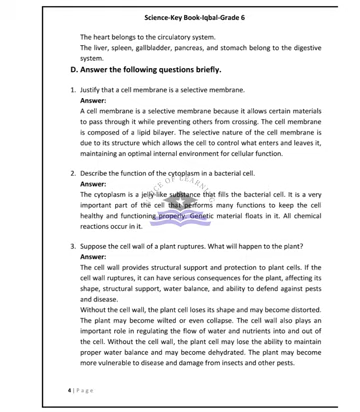 Science-Key Book-Iqbal-Grade 6
The heart belongs to the circulatory system.
The liver, spleen, gallbladder, pancreas, and stomach belong to the digestive
system.
D. Answer the following questions briefly.
1. Justify that a cell membrane is a selective membrane.
Answer:
A cell membrane is a selective membrane because it allows certain materials
to pass through it while preventing others from crossing. The cell membrane
is composed of a lipid bilayer. The selective nature of the cell membrane is
due to its structure which allows the cell to control what enters and leaves it,
maintaining an optimal internal environment for cellular function.
2. Describe the function of the cytoplasm in a bacterial cell.
Answer:
The cytoplasm is a jelly-like substance that fills the bacterial cell. It is a very
important part of the cell that performs many functions to keep the cell
healthy and functioning properly. Genetic material floats in it. All chemical
reactions occur in it.
3. Suppose the cell wall of a plant ruptures. What will happen to the plant?
Answer:
The cell wall provides structural support and protection to plant cells. If the
cell wall ruptures, it can have serious consequences for the plant, affecting its
shape, structural support, water balance, and ability to defend against pests
and disease.
Without the cell wall, the plant cell loses its shape and may become distorted.
The plant may become wilted or even collapse. The cell wall also plays an
important role in regulating the flow of water and nutrients into and out of
the cell. Without the cell wall, the plant cell may lose the ability to maintain
proper water balance and may become dehydrated. The plant may become
more vulnerable to disease and damage from insects and other pests.
4 | P a g e